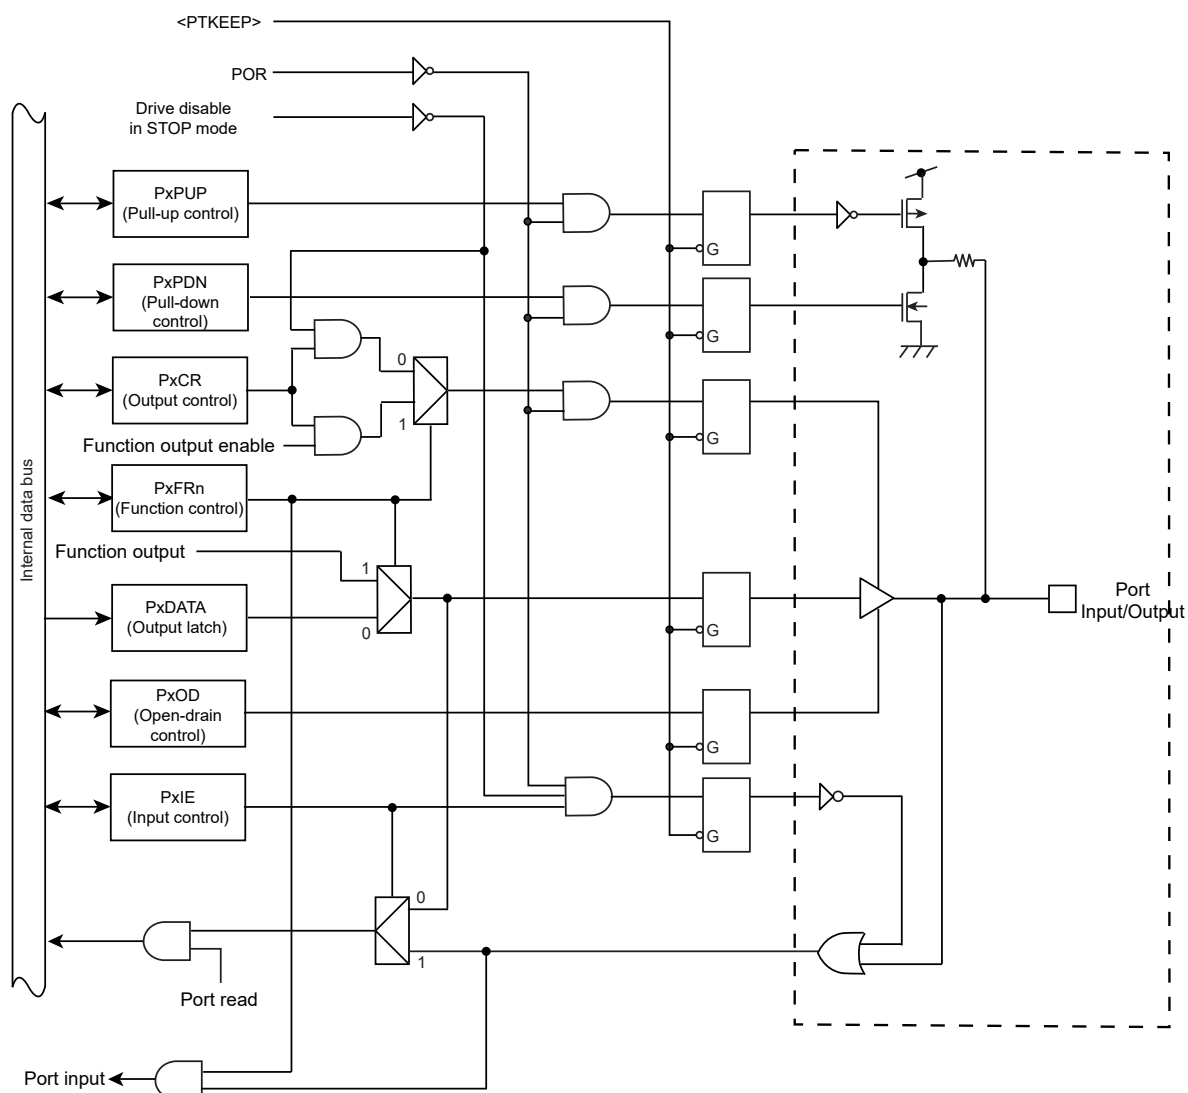 <PTKEEP>
POR
Drive disable
in STOP mode
PxPUP
(Pull-up control)
G
PxPDN
(Pull-down
control)
G
PxCR
(Output control)
0
1
G
Function output enable
PxFRn
(Function control)
Internal data bus
Function output
1
PxDATA
(Output latch)
0
G
Port
Input/Output
PxOD
(Open-drain
control)
G
PxIE
(Input control)
G
0
1
Port read
Port input